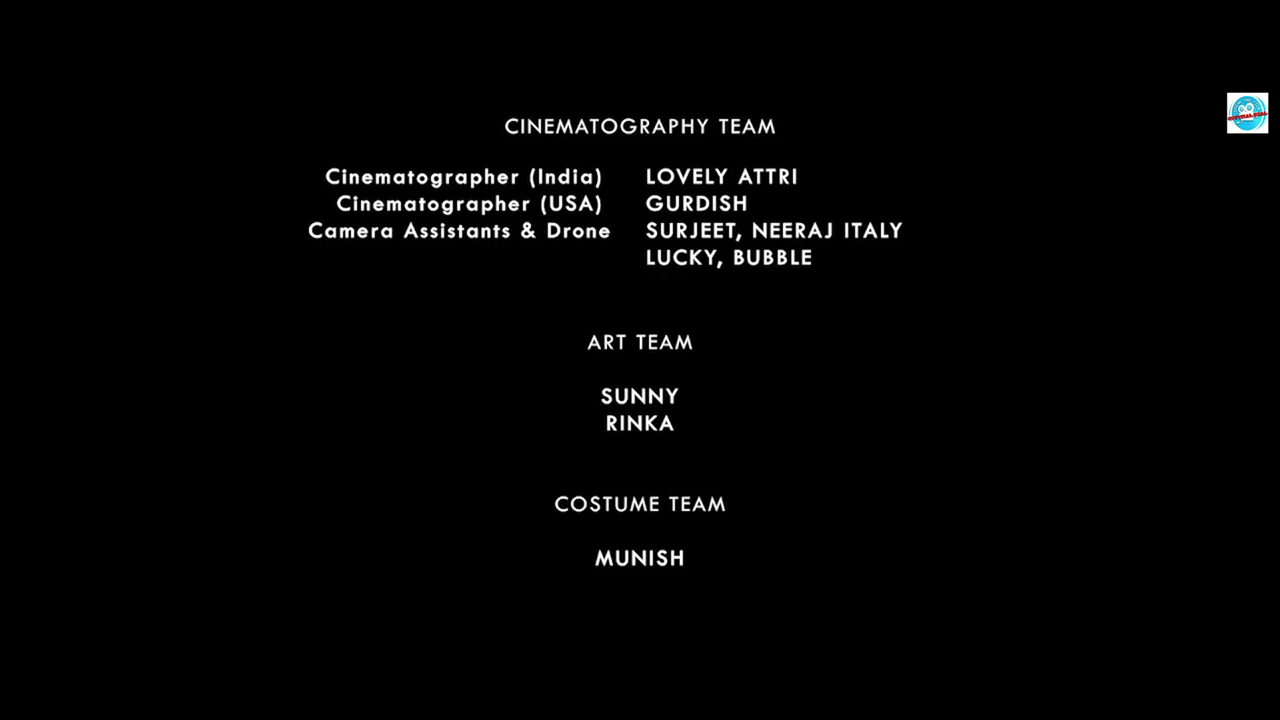 CINEMATOGRAPHY TEAM
Cinematographer (India) LOVELY ATTRI
Cinematographer (USA) GURDISH
Camera Assistants & Drone SURJEET, NEERAJ ITALY
LUCKY, BUBBLE
ART TEAM
SUNNY
RINKA
COSTUME TEAM
MUNISH